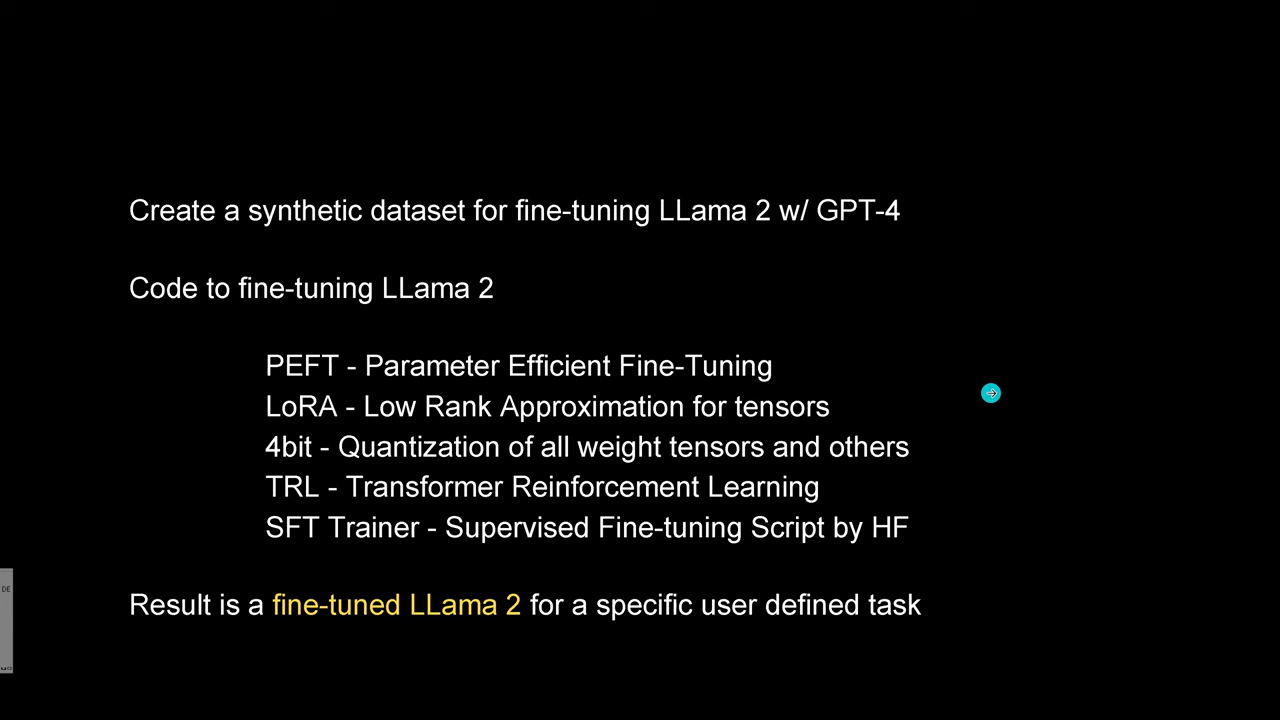 Create a synthetic dataset for fine-tuning LLama 2 w/ GPT-4
Code to fine-tuning LLama 2
PEFT - Parameter Efficient Fine-Tuning
LoRA - Low Rank Approximation for tensors
4bit - Quantization of all weight tensors and others
TRL - Transformer Reinforcement Learning
SFT Trainer - Supervised Fine-tuning Script by HF
DE
Result is a fine-tuned LLama 2 for a specific user defined task